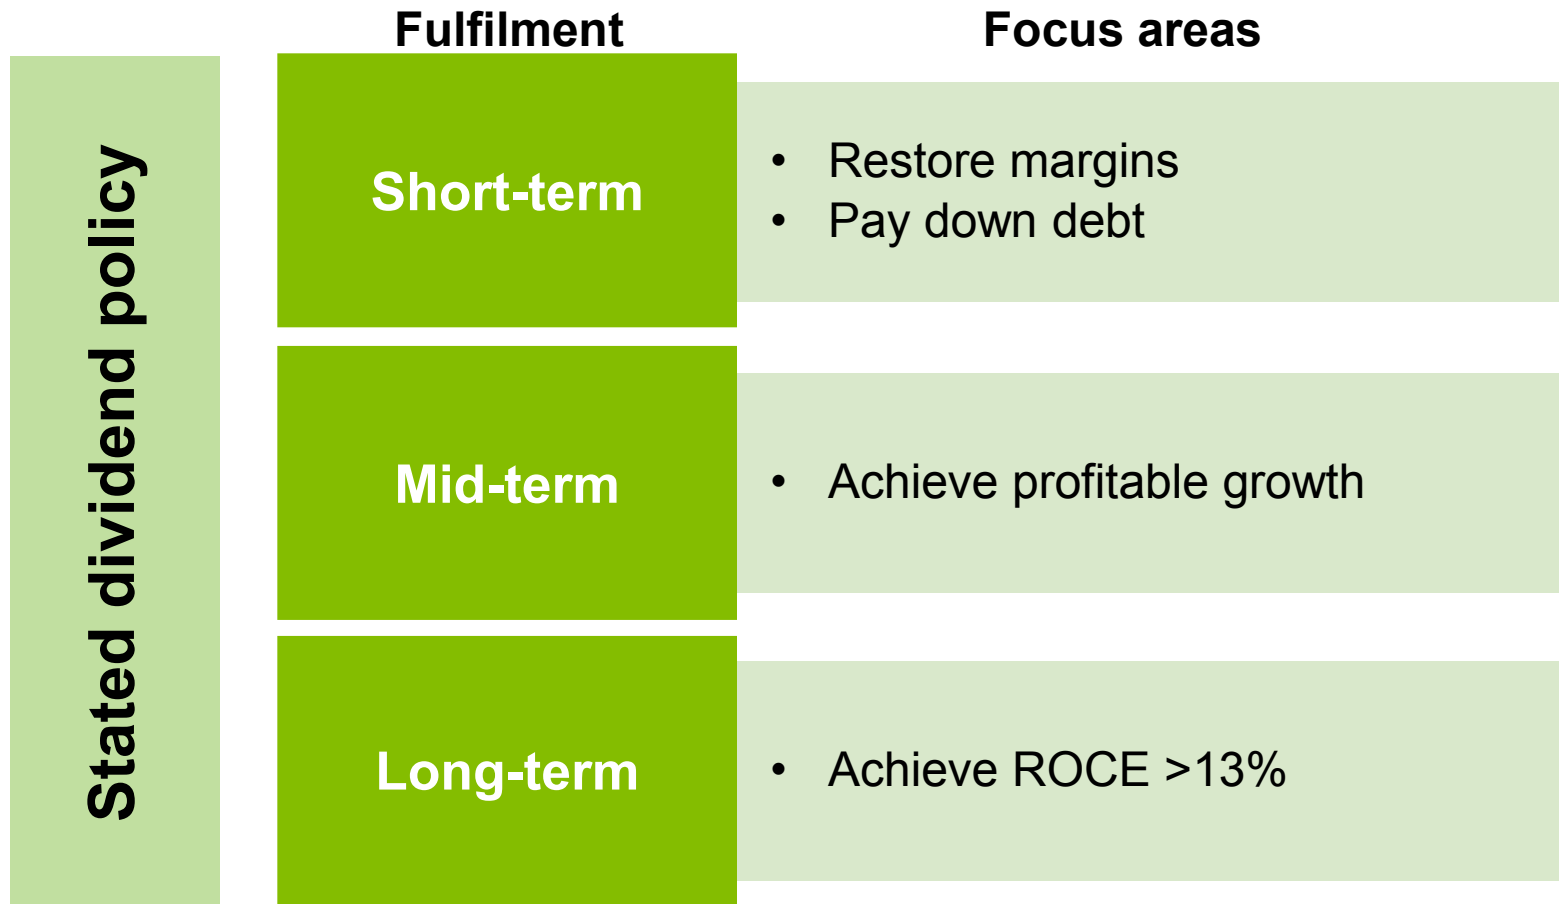 Fulfilment
Focus areas
Stated dividend policy
Short-term
• Restore margins
• Pay down debt
Mid-term
• Achieve profitable growth
Long-term
• Achieve ROCE >13%